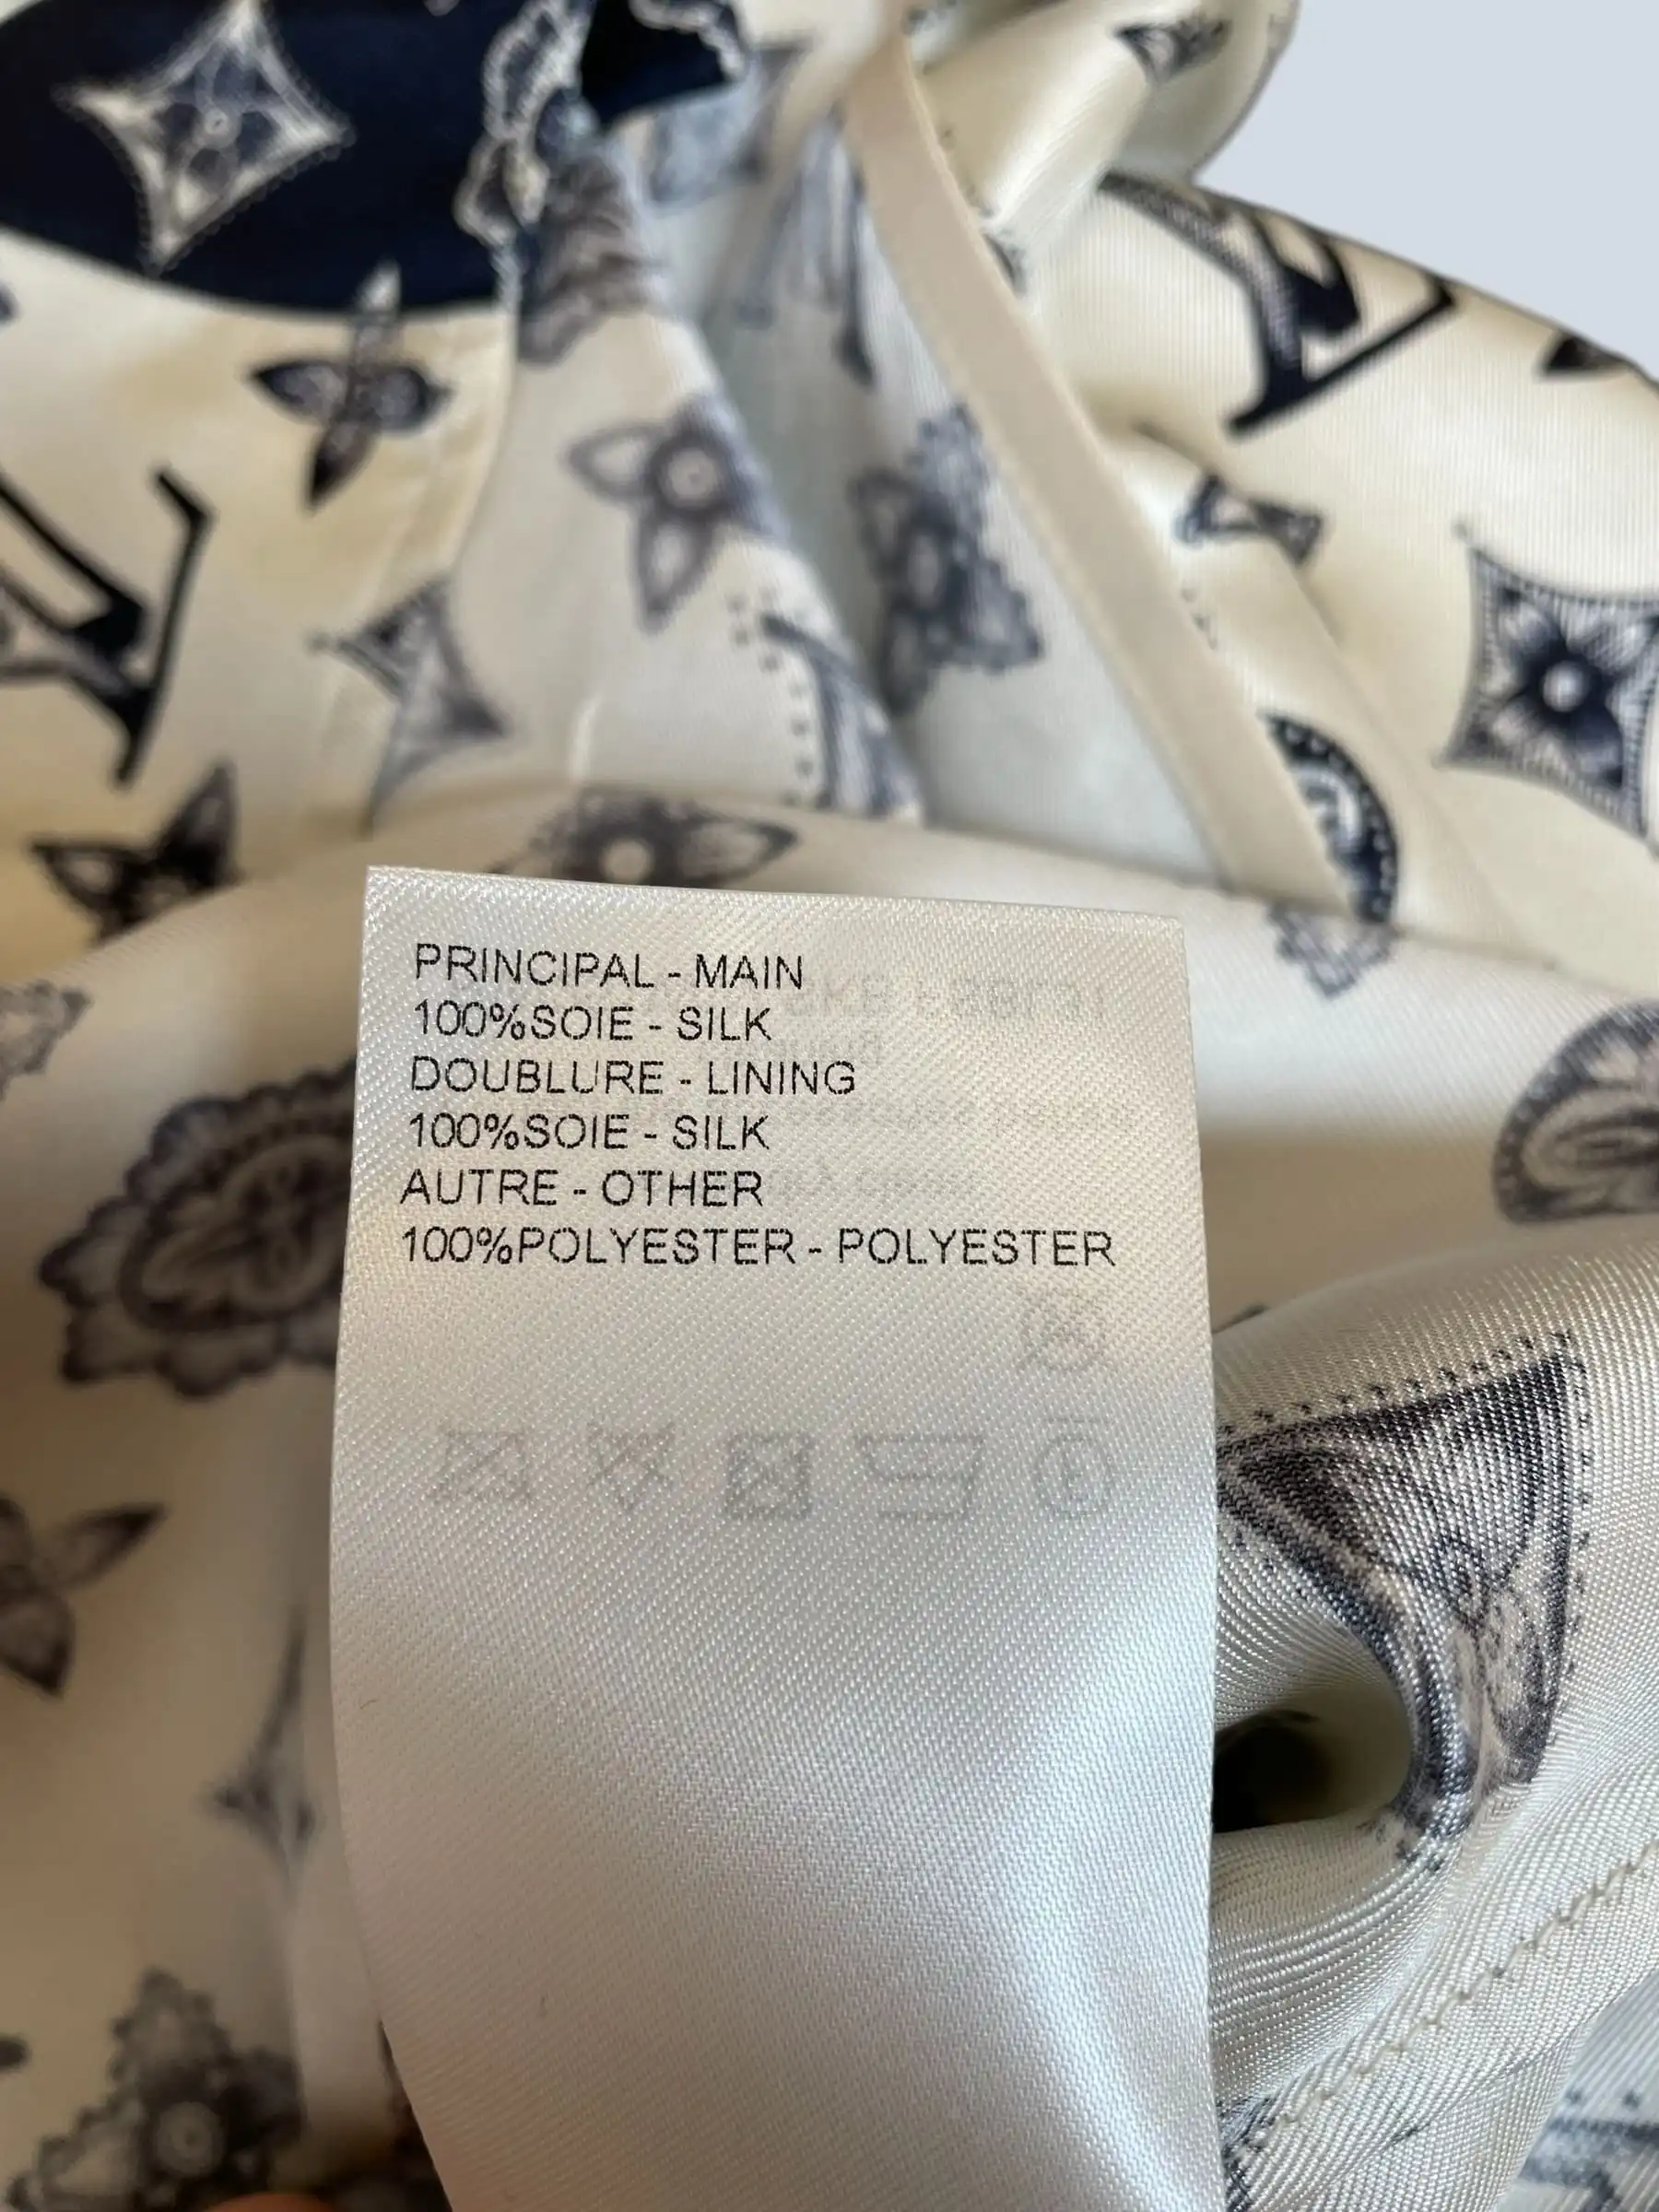 PRINCIPAL - MAIN
100%SOIE - SILK
DOUBLURE - LINING
100%SOIE - SILK
AUTRE - OTHER
100%POLYESTER - POLYESTER